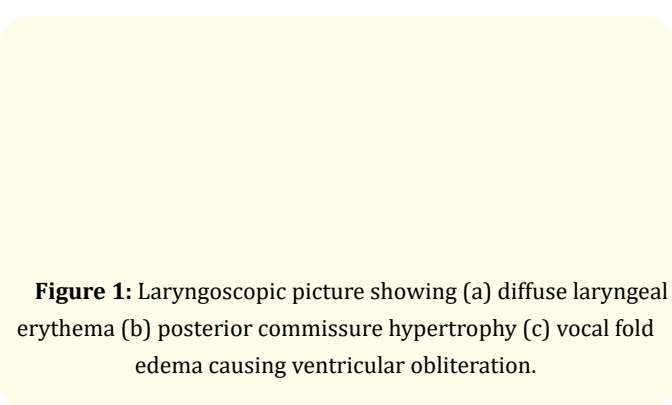 Figure 1: Laryngoscopic picture showing (a) diffuse laryngeal
erythema (b) posterior commissure hypertrophy (c) vocal fold
edema causing ventricular obliteration.